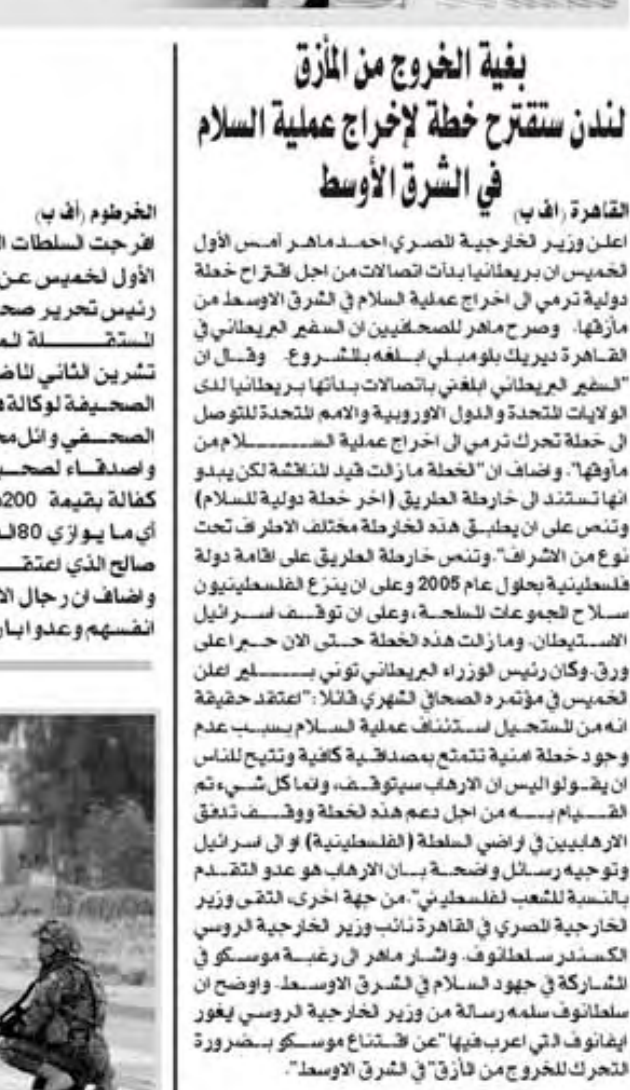 بغية الخروج من المأزق
لندن ستقترح خطة لإخراج عملية السلام
في الشرق الأوسط
القاهرة (اف ب)
اعلن وزير الخارجية المصري احمد ماهر أمس الأول
الخميس ان بريطانيا بدأت اتصالات من اجل اقتراح خطة
دولية ترمي الى اخراج عملية السلام في الشرق الاوسط من
مأزقها. وصرح ماهر للصحافيين ان السفير البريطاني في
القاهرة ديريك بلومبلي ابلغه بالمشروع. وقال ان
"السفير البريطاني ابلغني باتصالات بدأتها بريطانيا لدى
الولايات المتحدة والدول الاوروبية والامم المتحدة للتوصل
الى خطة تحرك ترمي الى اخراج عملية السلام من
مأوقها". واضاف ان "الخطة ما زالت قيد المناقشة لكن يبدو
انها تستند الى خارطة الطريق (اخر خطة دولية للسلام)
وتنص على ان يطبق هذه الخارطة مختلف الاطراف تحت
نوع من الاشراف". وتنص خارطة الطريق على اقامة دولة
فلسطينية بحلول عام 2005 وعلى ان ينزع الفلسطينيون
سلاح المجموعات المسلحة، وعلى ان توقف اسرائيل
الاستيطان. وما زالت هذه الخطة حتى الان حبرا على
ورق. وكان رئيس الوزراء البريطاني توني بلير اعلن
الخميس في مؤتمره الصحافي الشهري قائلا: "اعتقد حقيقة
انه من المستحيل استئناف عملية السلام بسبب عدم
وجود خطة امنية تتمتع بمصداقية كافية وتتيح للناس
ان يقولوا ليس ان الارهاب سيتوقف، وانما كل شيء تم
القيام به من اجل دعم هذه الخطة ووقف تدفق
الارهابيين في اراضي السلطة (الفلسطينية) او الى اسرائيل
وتوجيه رسائل واضحة بان الارهاب هو عدو التقدم
بالنسبة للشعب الفلسطيني". من جهة اخرى، التقى وزير
الخارجية المصري في القاهرة نائب وزير الخارجية الروسي
الكسندر سلطانوف. واشار ماهر الى رغبة موسكو في
المشاركة في جهود السلام في الشرق الاوسط. واوضح ان
سلطانوف سلمه رسالة من وزير الخارجية الروسي ايغور
ايفانوف التي اعرب فيها "عن اقتناع موسكو بضرورة
التحرك للخروج من المأزق" في الشرق الاوسط".
الخرطوم (أف ب)
افرجت السلطات
الأول الخميس عن
رئيس تحرير
المستقلة
تشرين الثاني
الصحيفة لوكالة
الصحفي وائل
واصدقاء
كفالة بقيمة 200
أي ما يوازي 80
صالح الذي
واضاف ان رجال
انفسهم وعدوا